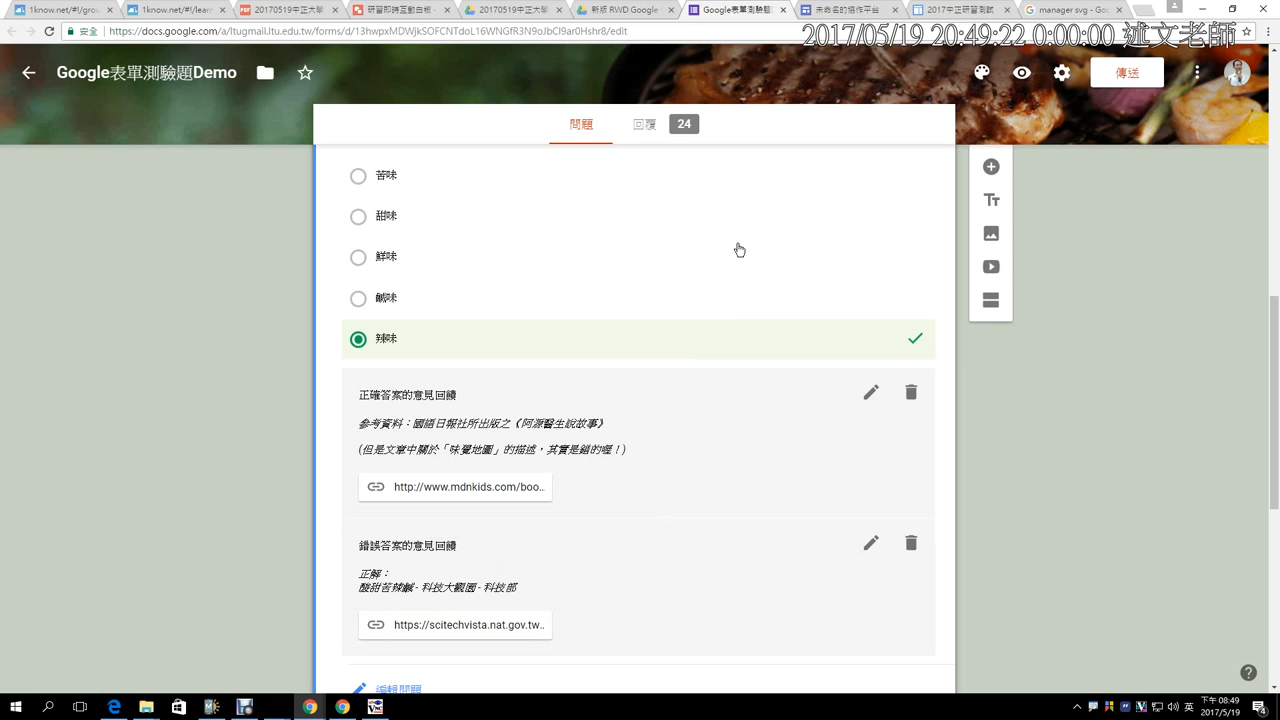 1know.net/#!/grou
1know.net/#!/learn
20170519中正大學
研習即時互動白板 -
20170519中正大學
新版 RWD Google
Google表單測驗題
未命名的協作平台
2017中正研習測試
manager svg - Goo
安全
https://docs.google.com/a/ltugmail.ltu.edu.tw/forms/d/13hwpxMDWjkSQFCNTdoLTwVNGfR3N9oJbCI9ar0Hshr8/edit
2017/05/19 20:49:22 0:00:00 述文老師
Google表單測驗題Demo
傳送
問題
回覆
24
苦味
甜味
鮮味
鹹味
辣味
正確答案的意見回饋
參考資料：國語日報社所出版之《阿源醫生說故事》
(但是文章中關於「味覺地圖」的描述，其實是錯的喔！)
http://www.mdnkids.com/boo..
錯誤答案的意見回饋
正解：
酸甜苦辣鹹 - 科技大觀園 - 科技部
https://scitechvista.nat.gov.tw..
編輯問題
英
下午 08:49
2017/5/19